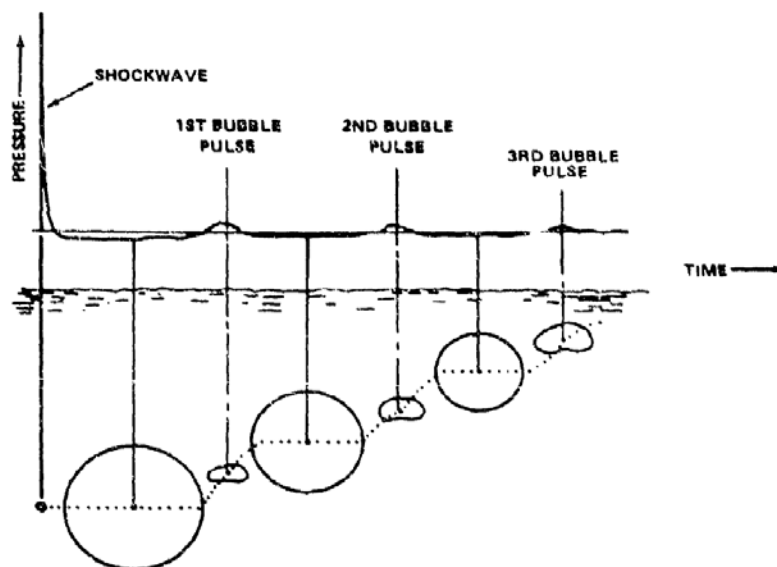 PRESSURE
SHOCKWAVE
1ST BUBBLE
PULSE
2ND BUBBLE
PULSE
3RD BUBBLE
PULSE
TIME